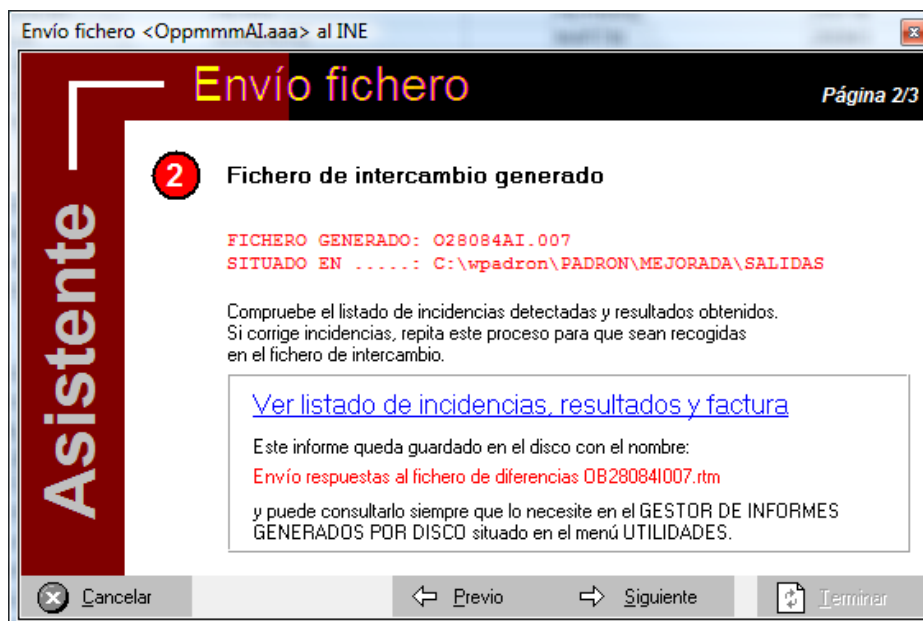 Envío fichero <OppmmmAI.aaa> al INE
Envío fichero
Página 2/3
Asistente
2
Fichero de intercambio generado
FICHERO GENERADO: O28084AI.007
SITUADO EN .....: C:\wpadron\PADRON\MEJORADA\SALIDAS
Compruebe el listado de incidencias detectadas y resultados obtenidos.
Si corrige incidencias, repita este proceso para que sean recogidas
en el fichero de intercambio.
Ver listado de incidencias, resultados y factura
Este informe queda guardado en el disco con el nombre:
Envío respuestas al fichero de diferencias OB28084I007.rtm
y puede consultarlo siempre que lo necesite en el GESTOR DE INFORMES
GENERADOS POR DISCO situado en el menú UTILIDADES.
Cancelar
Previo
Siguiente
Terminar